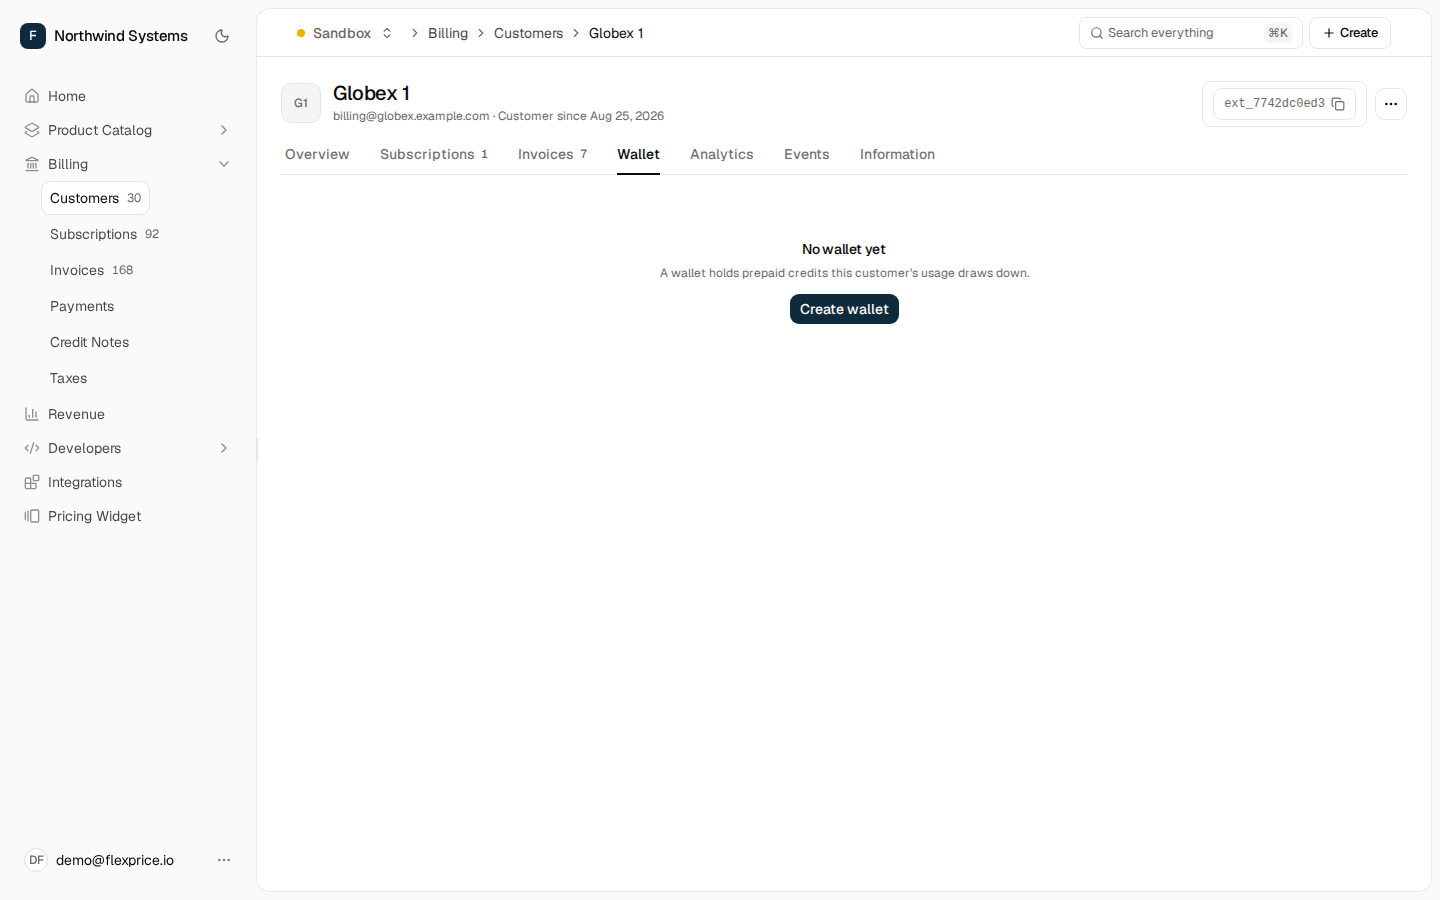 F Northwind Systems
Home
Product Catalog
Billing
Customers 30
Subscriptions 92
Invoices 168
Payments
Credit Notes
Taxes
Revenue
Developers
Integrations
Pricing Widget
DF demo@flexprice.io
Sandbox Billing Customers Globex 1
Search everything ⌘K
Create
G1
Globex 1
billing@globex.example.com · Customer since Aug 25, 2026
ext_7742dc0ed3
Overview Subscriptions 1 Invoices 7 Wallet Analytics Events Information
No wallet yet
A wallet holds prepaid credits this customer's usage draws down.
Create wallet